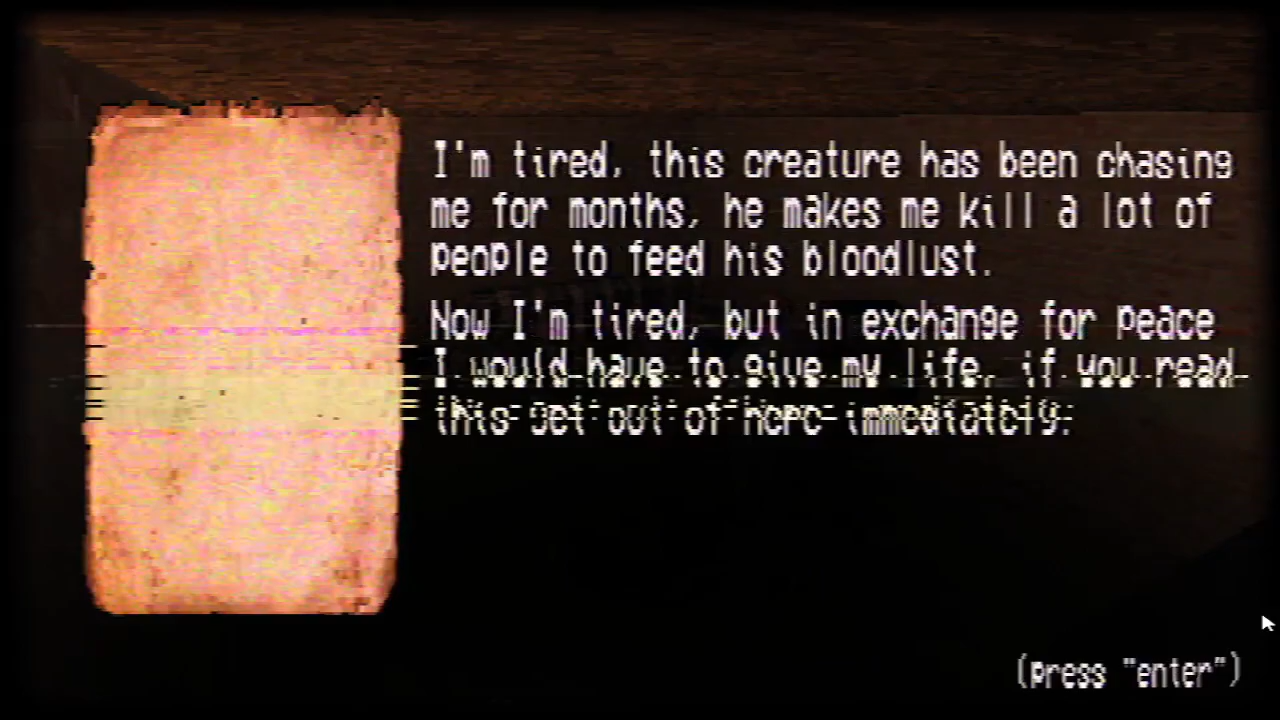 I'm tired, this creature has been chasing
me for months, he makes me kill a lot of
people to feed his bloodlust.
Now I'm tired, but in exchange for peace
I would have to give my life, if you read
this get out of here immediately.
(press "enter")